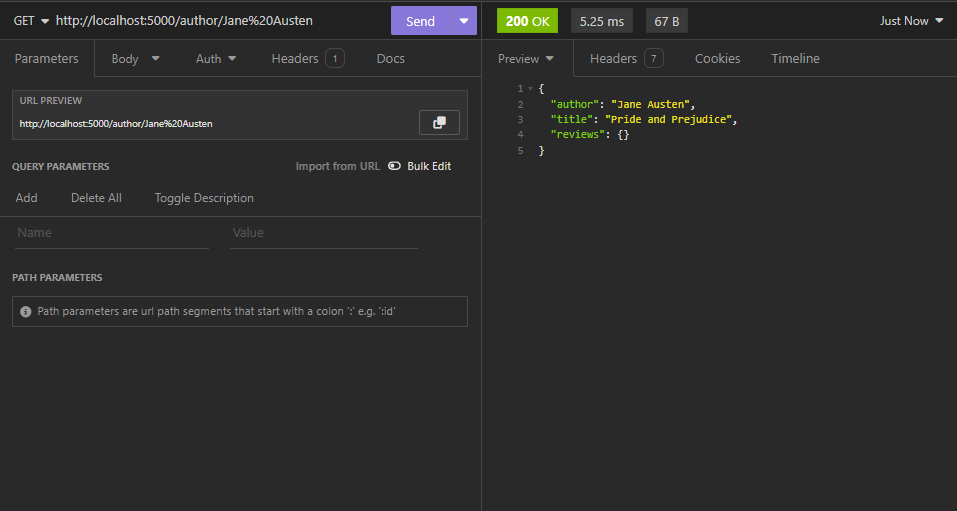 GET http://localhost:5000/author/Jane%20Austen Send
Parameters Body Auth Headers 1 Docs
URL PREVIEW
http://localhost:5000/author/Jane%20Austen
QUERY PARAMETERS Import from URL Bulk Edit
Add Delete All Toggle Description
Name Value
PATH PARAMETERS
Path parameters are url path segments that start with a colon ':' e.g. ':id'
200 OK 5.25 ms 67 B Just Now
Preview Headers 7 Cookies Timeline
1 {
2 "author": "Jane Austen",
3 "title": "Pride and Prejudice",
4 "reviews": {}
5 }